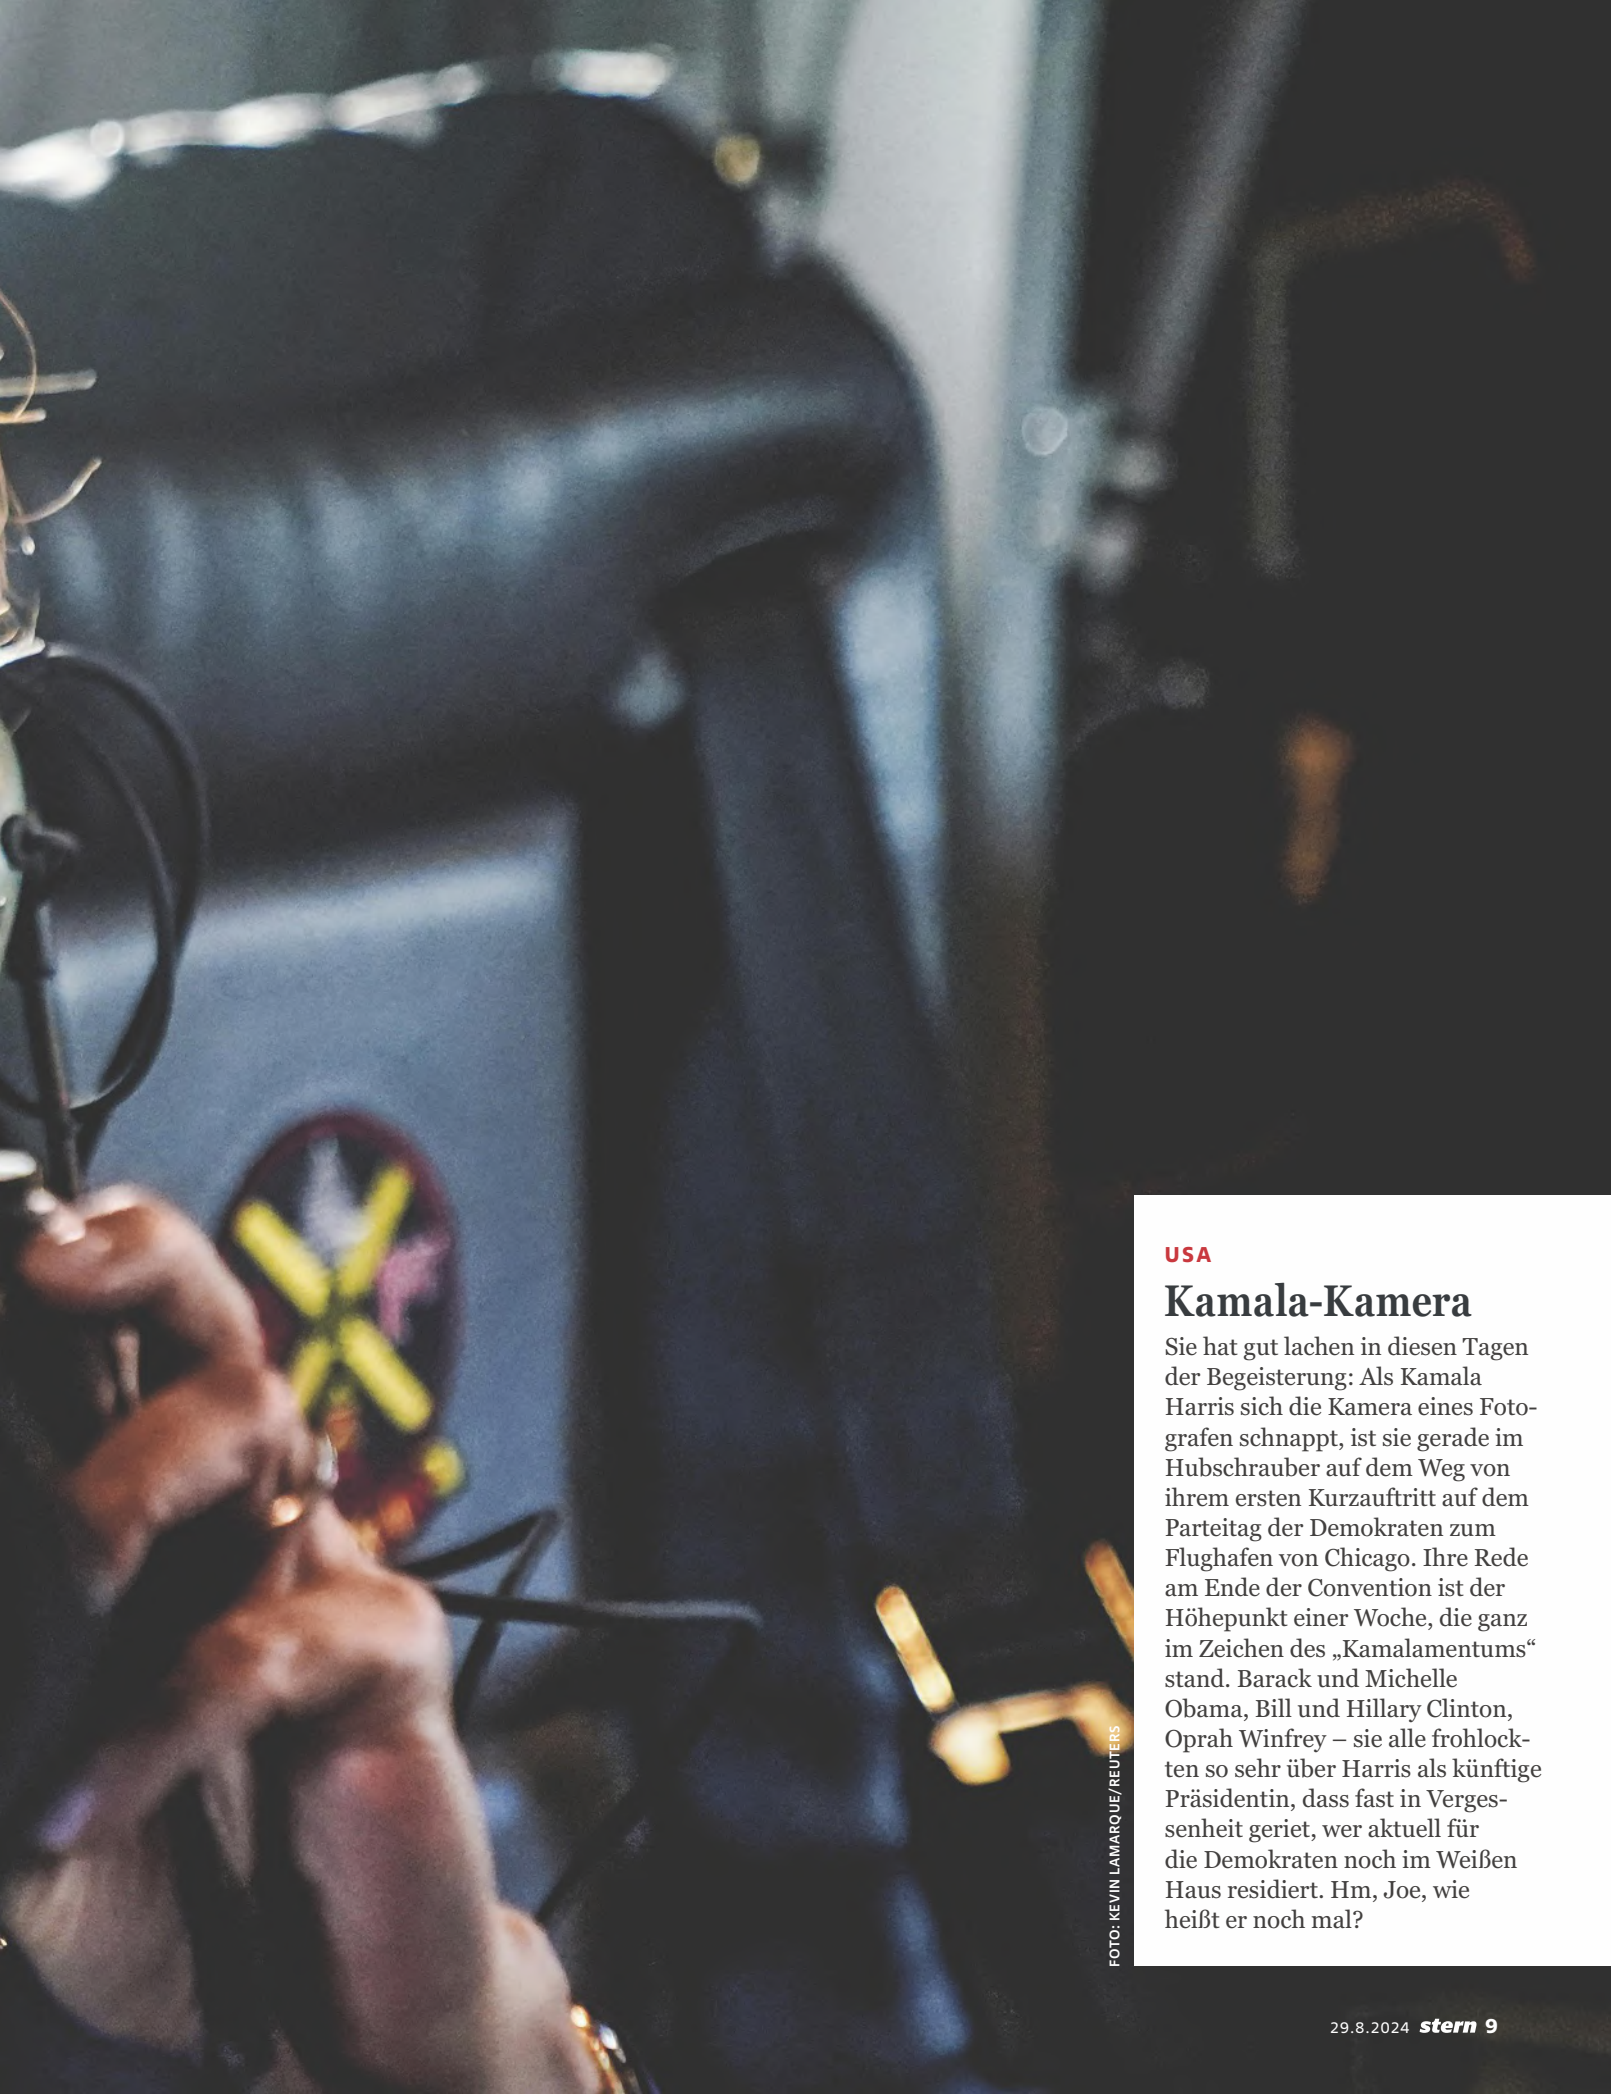 USA
Kamala-Kamera
Sie hat gut lachen in diesen Tagen
der Begeisterung: Als Kamala
Harris sich die Kamera eines Foto-
grafen schnappt, ist sie gerade im
Hubschrauber auf dem Weg von
ihrem ersten Kurzauftritt auf dem
Parteitag der Demokraten zum
Flughafen von Chicago. Ihre Rede
am Ende der Convention ist der
Höhepunkt einer Woche, die ganz
im Zeichen des „Kamalamentums“
stand. Barack und Michelle
Obama, Bill und Hillary Clinton,
Oprah Winfrey – sie alle frohlock-
ten so sehr über Harris als künftige
Präsidentin, dass fast in Verges-
senheit geriet, wer aktuell für
die Demokraten noch im Weißen
Haus residiert. Hm, Joe, wie
heißt er noch mal?
FOTO: KEVIN LAMARQUE/REUTERS
29.8.2024 stern 9